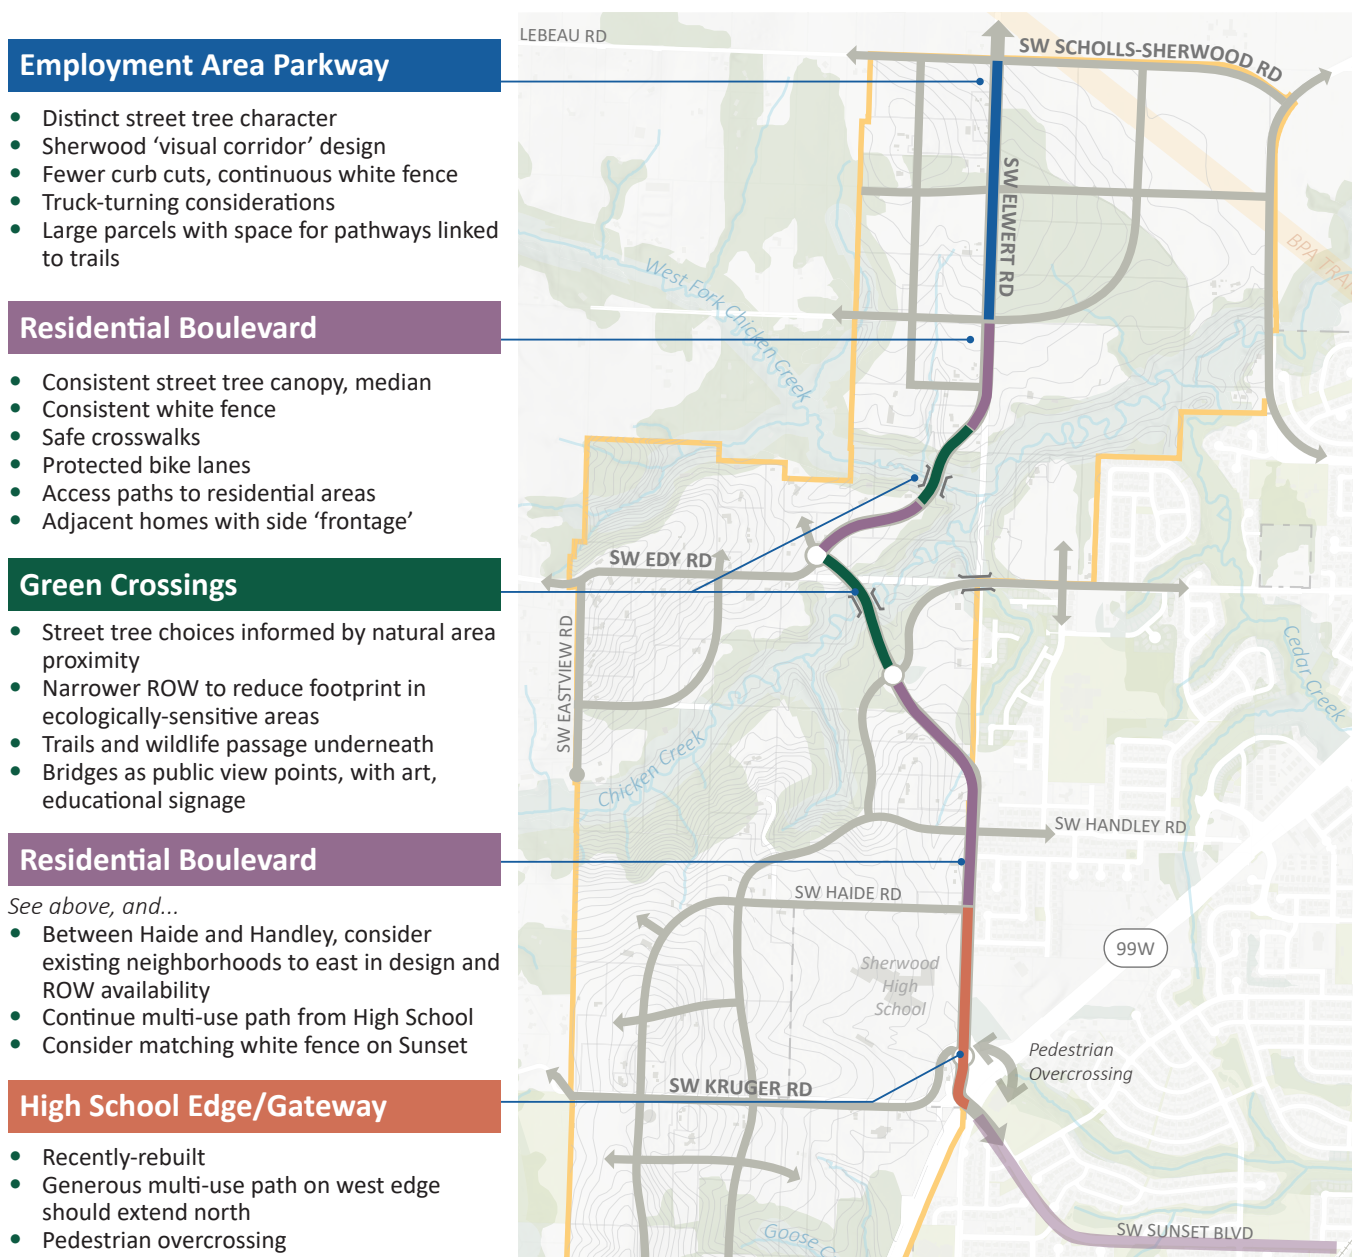 Employment Area Parkway
• Distinct street tree character
• Sherwood ‘visual corridor’ design
• Fewer curb cuts, continuous white fence
• Truck-turning considerations
• Large parcels with space for pathways linked
to trails
Residential Boulevard
• Consistent street tree canopy, median
• Consistent white fence
• Safe crosswalks
• Protected bike lanes
• Access paths to residential areas
• Adjacent homes with side ‘frontage’
Green Crossings
• Street tree choices informed by natural area
proximity
• Narrower ROW to reduce footprint in
ecologically-sensitive areas
• Trails and wildlife passage underneath
• Bridges as public view points, with art,
educational signage
Residential Boulevard
See above, and...
• Between Haide and Handley, consider
existing neighborhoods to east in design and
ROW availability
• Continue multi-use path from High School
• Consider matching white fence on Sunset
High School Edge/Gateway
• Recently-rebuilt
• Generous multi-use path on west edge
should extend north
• Pedestrian overcrossing
LEBEAU RD
SW SCHOLLS-SHERWOOD RD
SW ELWERT RD
BPA TRAN
West Fork Chicken Creek
SW EDY RD
SW EASTVIEW RD
Cedar Creek
Chicken Creek
SW HANDLEY RD
SW HAIDE RD
99W
Sherwood
High
School
Pedestrian
Overcrossing
SW KRUGER RD
SW SUNSET BLVD
Goose C